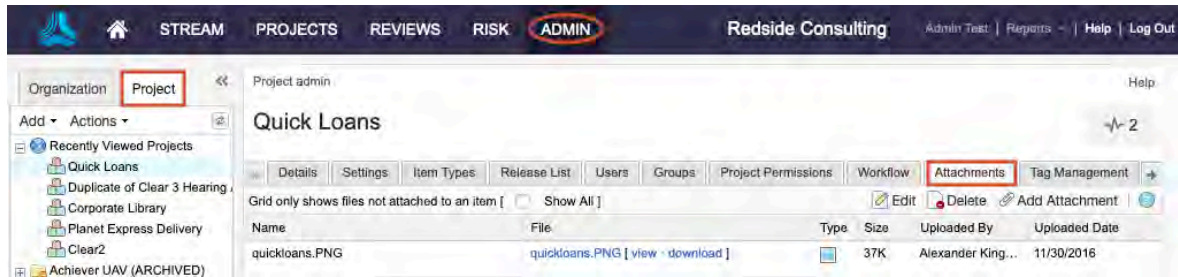 STREAM PROJECTS REVIEWS RISK ADMIN Redside Consulting Admin Test | Reports | Help | Log Out
Organization Project
Add Actions
Recently Viewed Projects
Quick Loans
Duplicate of Clear 3 Hearing
Corporate Library
Planet Express Delivery
Clear2
Achiever UAV (ARCHIVED)
Project admin Help
Quick Loans 2
Details Settings Item Types Release List Users Groups Project Permissions Workflow Attachments Tag Management
Grid only shows files not attached to an item [ Show All ] Edit Delete Add Attachment
Name File Type Size Uploaded By Uploaded Date
quickloans.PNG quickloans.PNG [ view · download ] 37K Alexander King... 11/30/2016